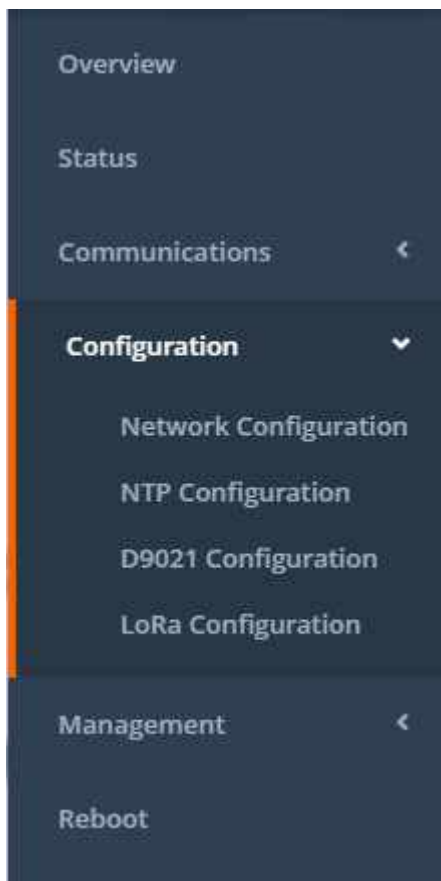 Overview
Status
Communications
Configuration
Network Configuration
NTP Configuration
D9021 Configuration
LoRa Configuration
Management
Reboot